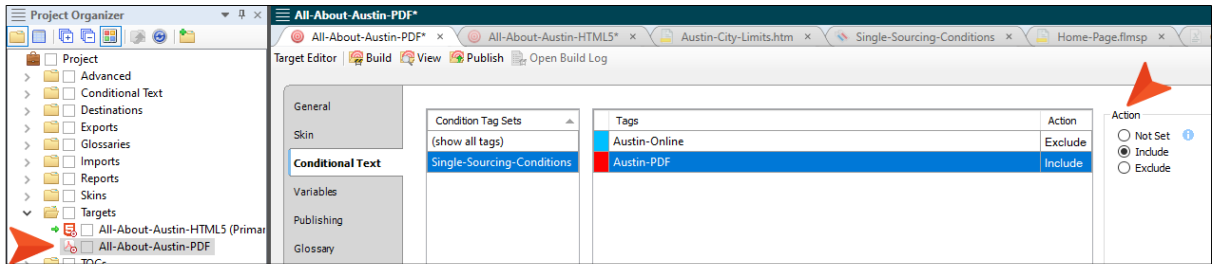 Project Organizer
All-About-Austin-PDF*
All-About-Austin-PDF* × All-About-Austin-HTML5* × Austin-City-Limits.htm × Single-Sourcing-Conditions × Home-Page.flmsp ×
Target Editor Build View Publish Open Build Log
Project
Advanced
Conditional Text
Destinations
Exports
Glossaries
Imports
Reports
Skins
Targets
All-About-Austin-HTML5 (Primar
All-About-Austin-PDF
TOCs
General
Skin
Conditional Text
Variables
Publishing
Glossary
Condition Tag Sets
(show all tags)
Single-Sourcing-Conditions
Tags Action
Austin-Online Exclude
Austin-PDF Include
Action
Not Set
Include
Exclude